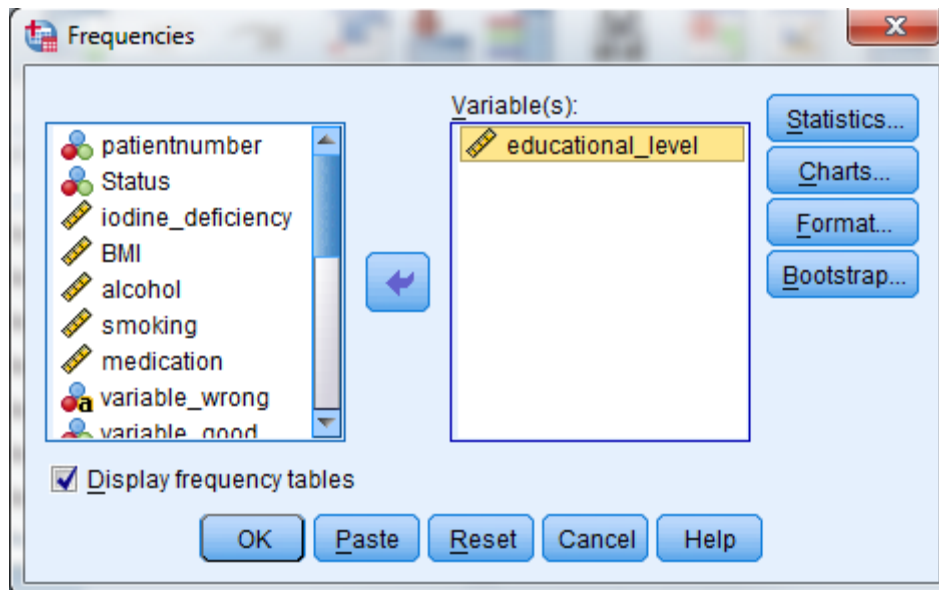 Frequencies
Variable(s):
patientnumber
Status
iodine_deficiency
BMI
alcohol
smoking
medication
variable_wrong
variable_good
educational_level
Statistics...
Charts...
Format...
Bootstrap...
Display frequency tables
OK Paste Reset Cancel Help